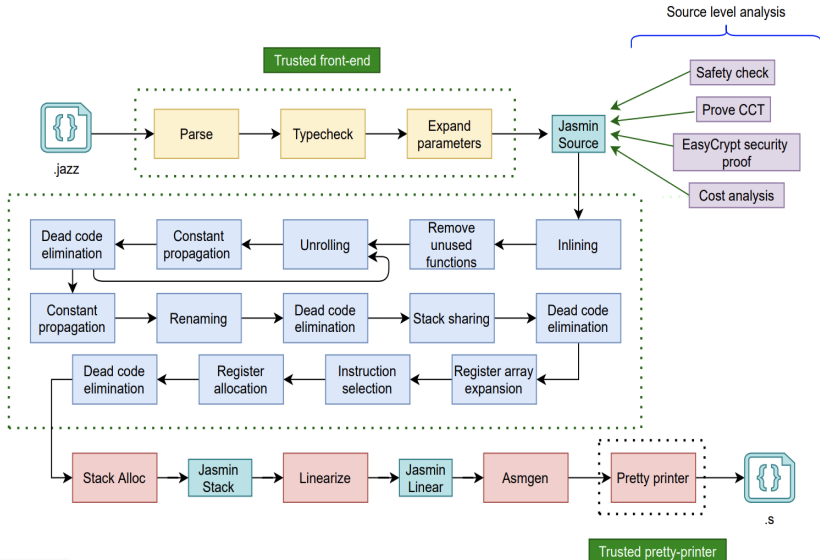 Source level analysis
Trusted front-end
Safety check
Prove CCT
EasyCrypt security
proof
Cost analysis
{ }
.jazz
Parse
Typecheck
Expand
parameters
Jasmin
Source
Dead code
elimination
Constant
propagation
Unrolling
Remove
unused
functions
Inlining
Constant
propagation
Renaming
Dead code
elimination
Stack sharing
Dead code
elimination
Dead code
elimination
Register
allocation
Instruction
selection
Register array
expansion
Stack Alloc
Jasmin
Stack
Linearize
Jasmin
Linear
Asmgen
Pretty printer
{ }
.s
Trusted pretty-printer